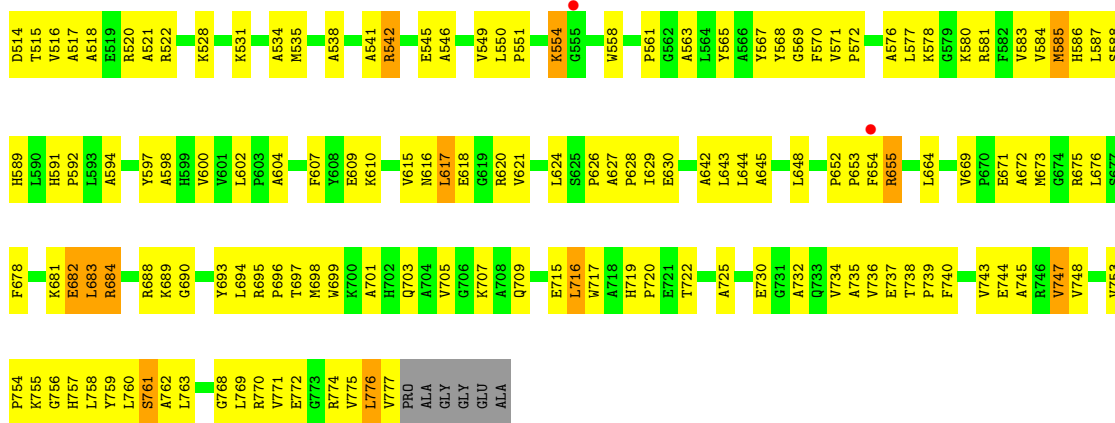 D514 T515 V516 A517 A518 E519 R520 A521 R522 K528 K531 A534 M535 A538 A541 R542 E545 A546 V549 L550 P551 K554 G555 W558 P561 G562 A563 L564 Y565 A566 Y567 Y568 G569 F570 V571 P572 A576 L577 K578 G579 K580 R581 F582 V583 V584 M585 H586 L587 S588
H589 L590 H591 P592 L593 A594 Y597 A598 H599 V600 V601 L602 P603 A604 F607 Y608 E609 K610 V615 N616 L617 E618 G619 R620 V621 L624 S625 P626 A627 P628 I629 E630 A642 L643 L644 A645 L648 P652 P653 F654 R655 L664 V669 P670 E671 A672 M673 G674 R675 L676 S677
F678 K681 E682 L683 R684 R688 K689 G690 Y693 L694 R695 P696 T697 M698 W699 K700 A701 H702 Q703 A704 V705 G706 K707 A708 Q709 E715 L716 W717 A718 H719 P720 E721 T722 A725 E730 G731 A732 Q733 V734 A735 V736 E737 T738 P739 F740 V743 E744 A745 R746 V747 V748
P754 K755 G756 H757 L758 Y759 L760 S761 A762 L763 G768 L769 R770 V771 E772 G773 R774 V775 L776 V777 PRO ALA GLY GLY GLU ALA